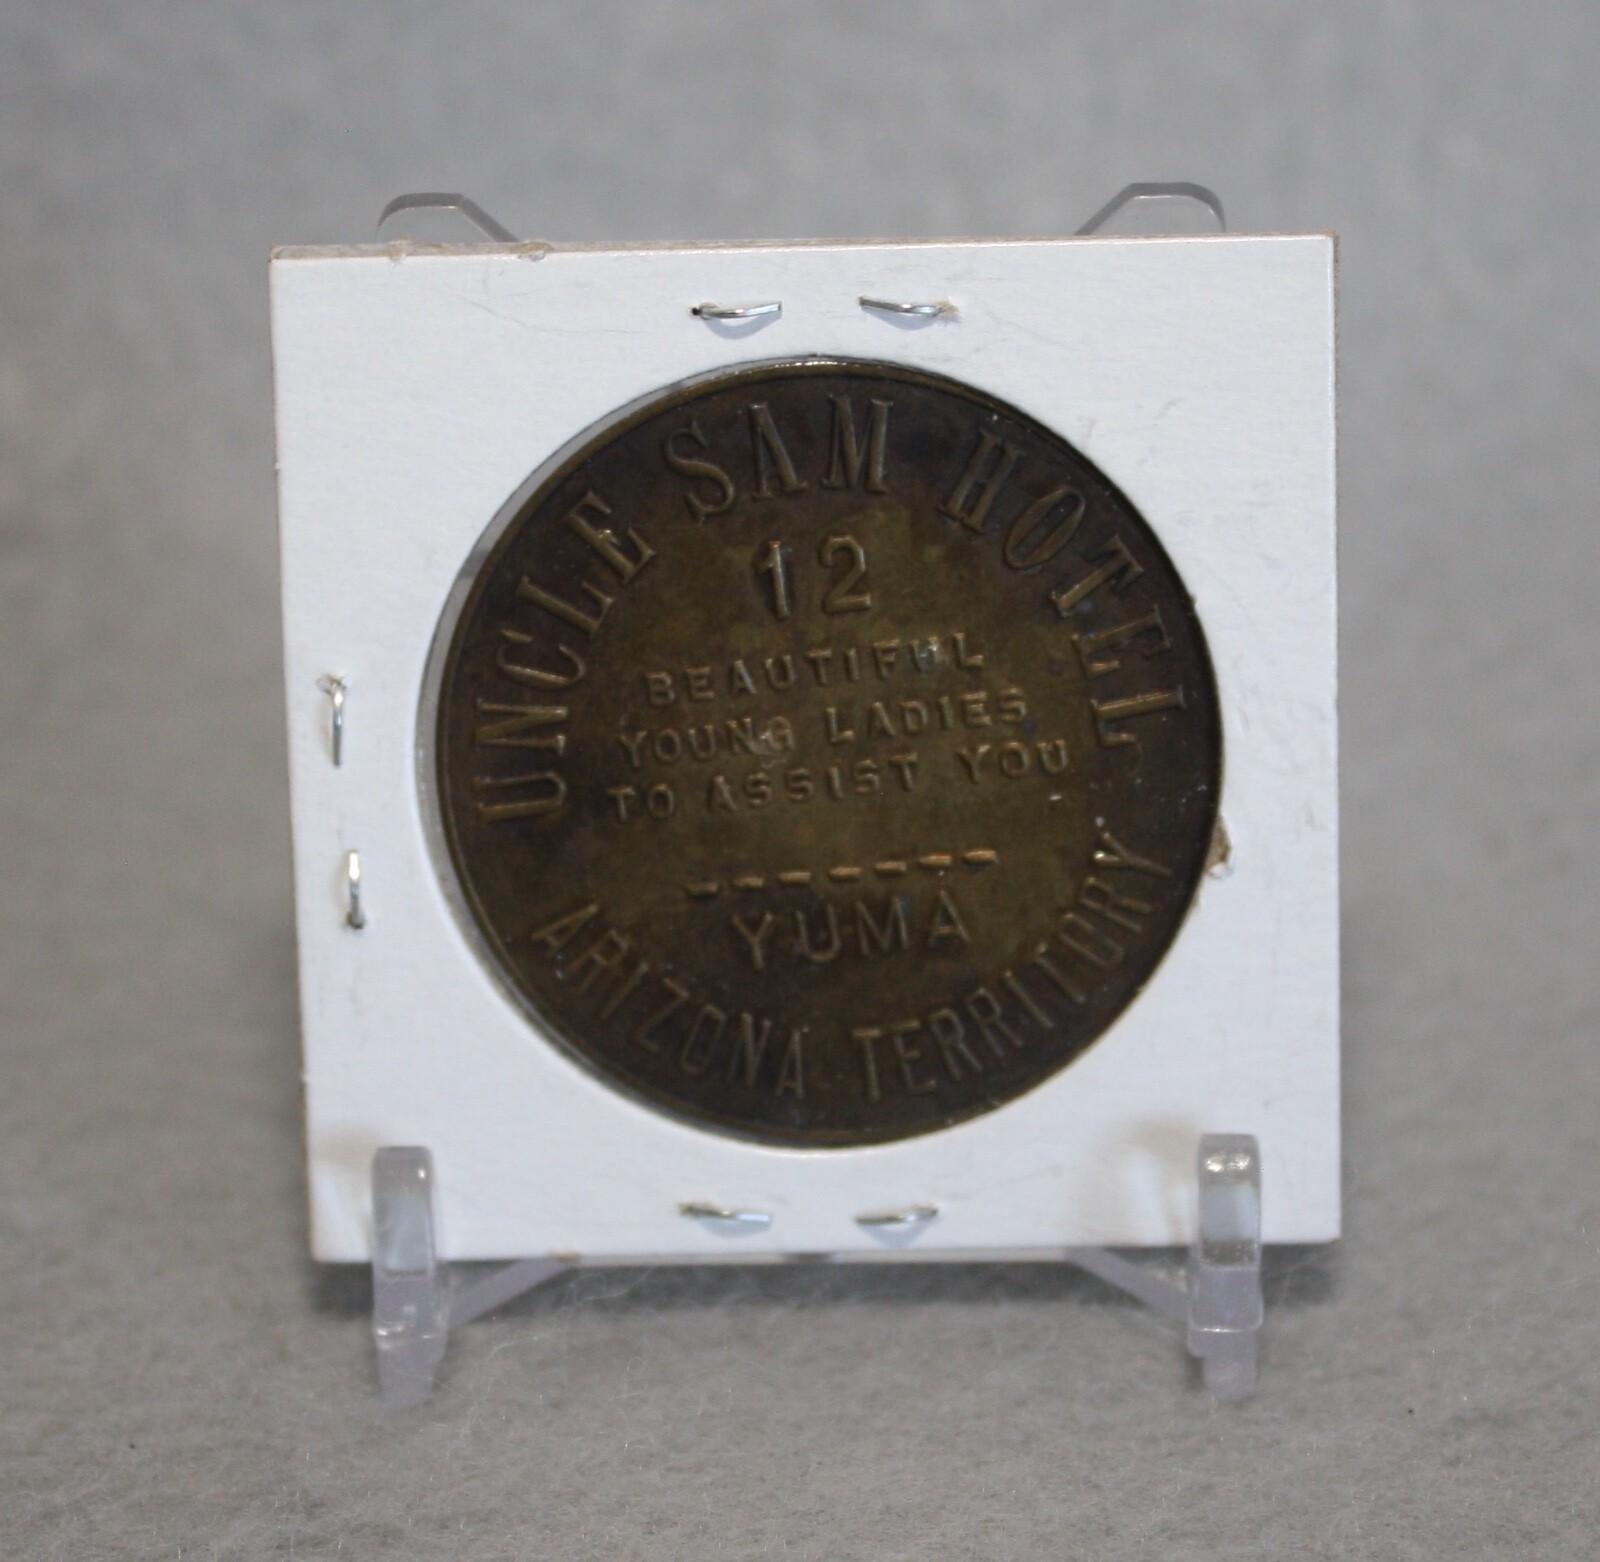 UNCLE SAM HOTEL
12
BEAUTIFUL
YOUNG LADIES
TO ASSIST YOU
-------
YUMA
ARIZONA TERRITORY